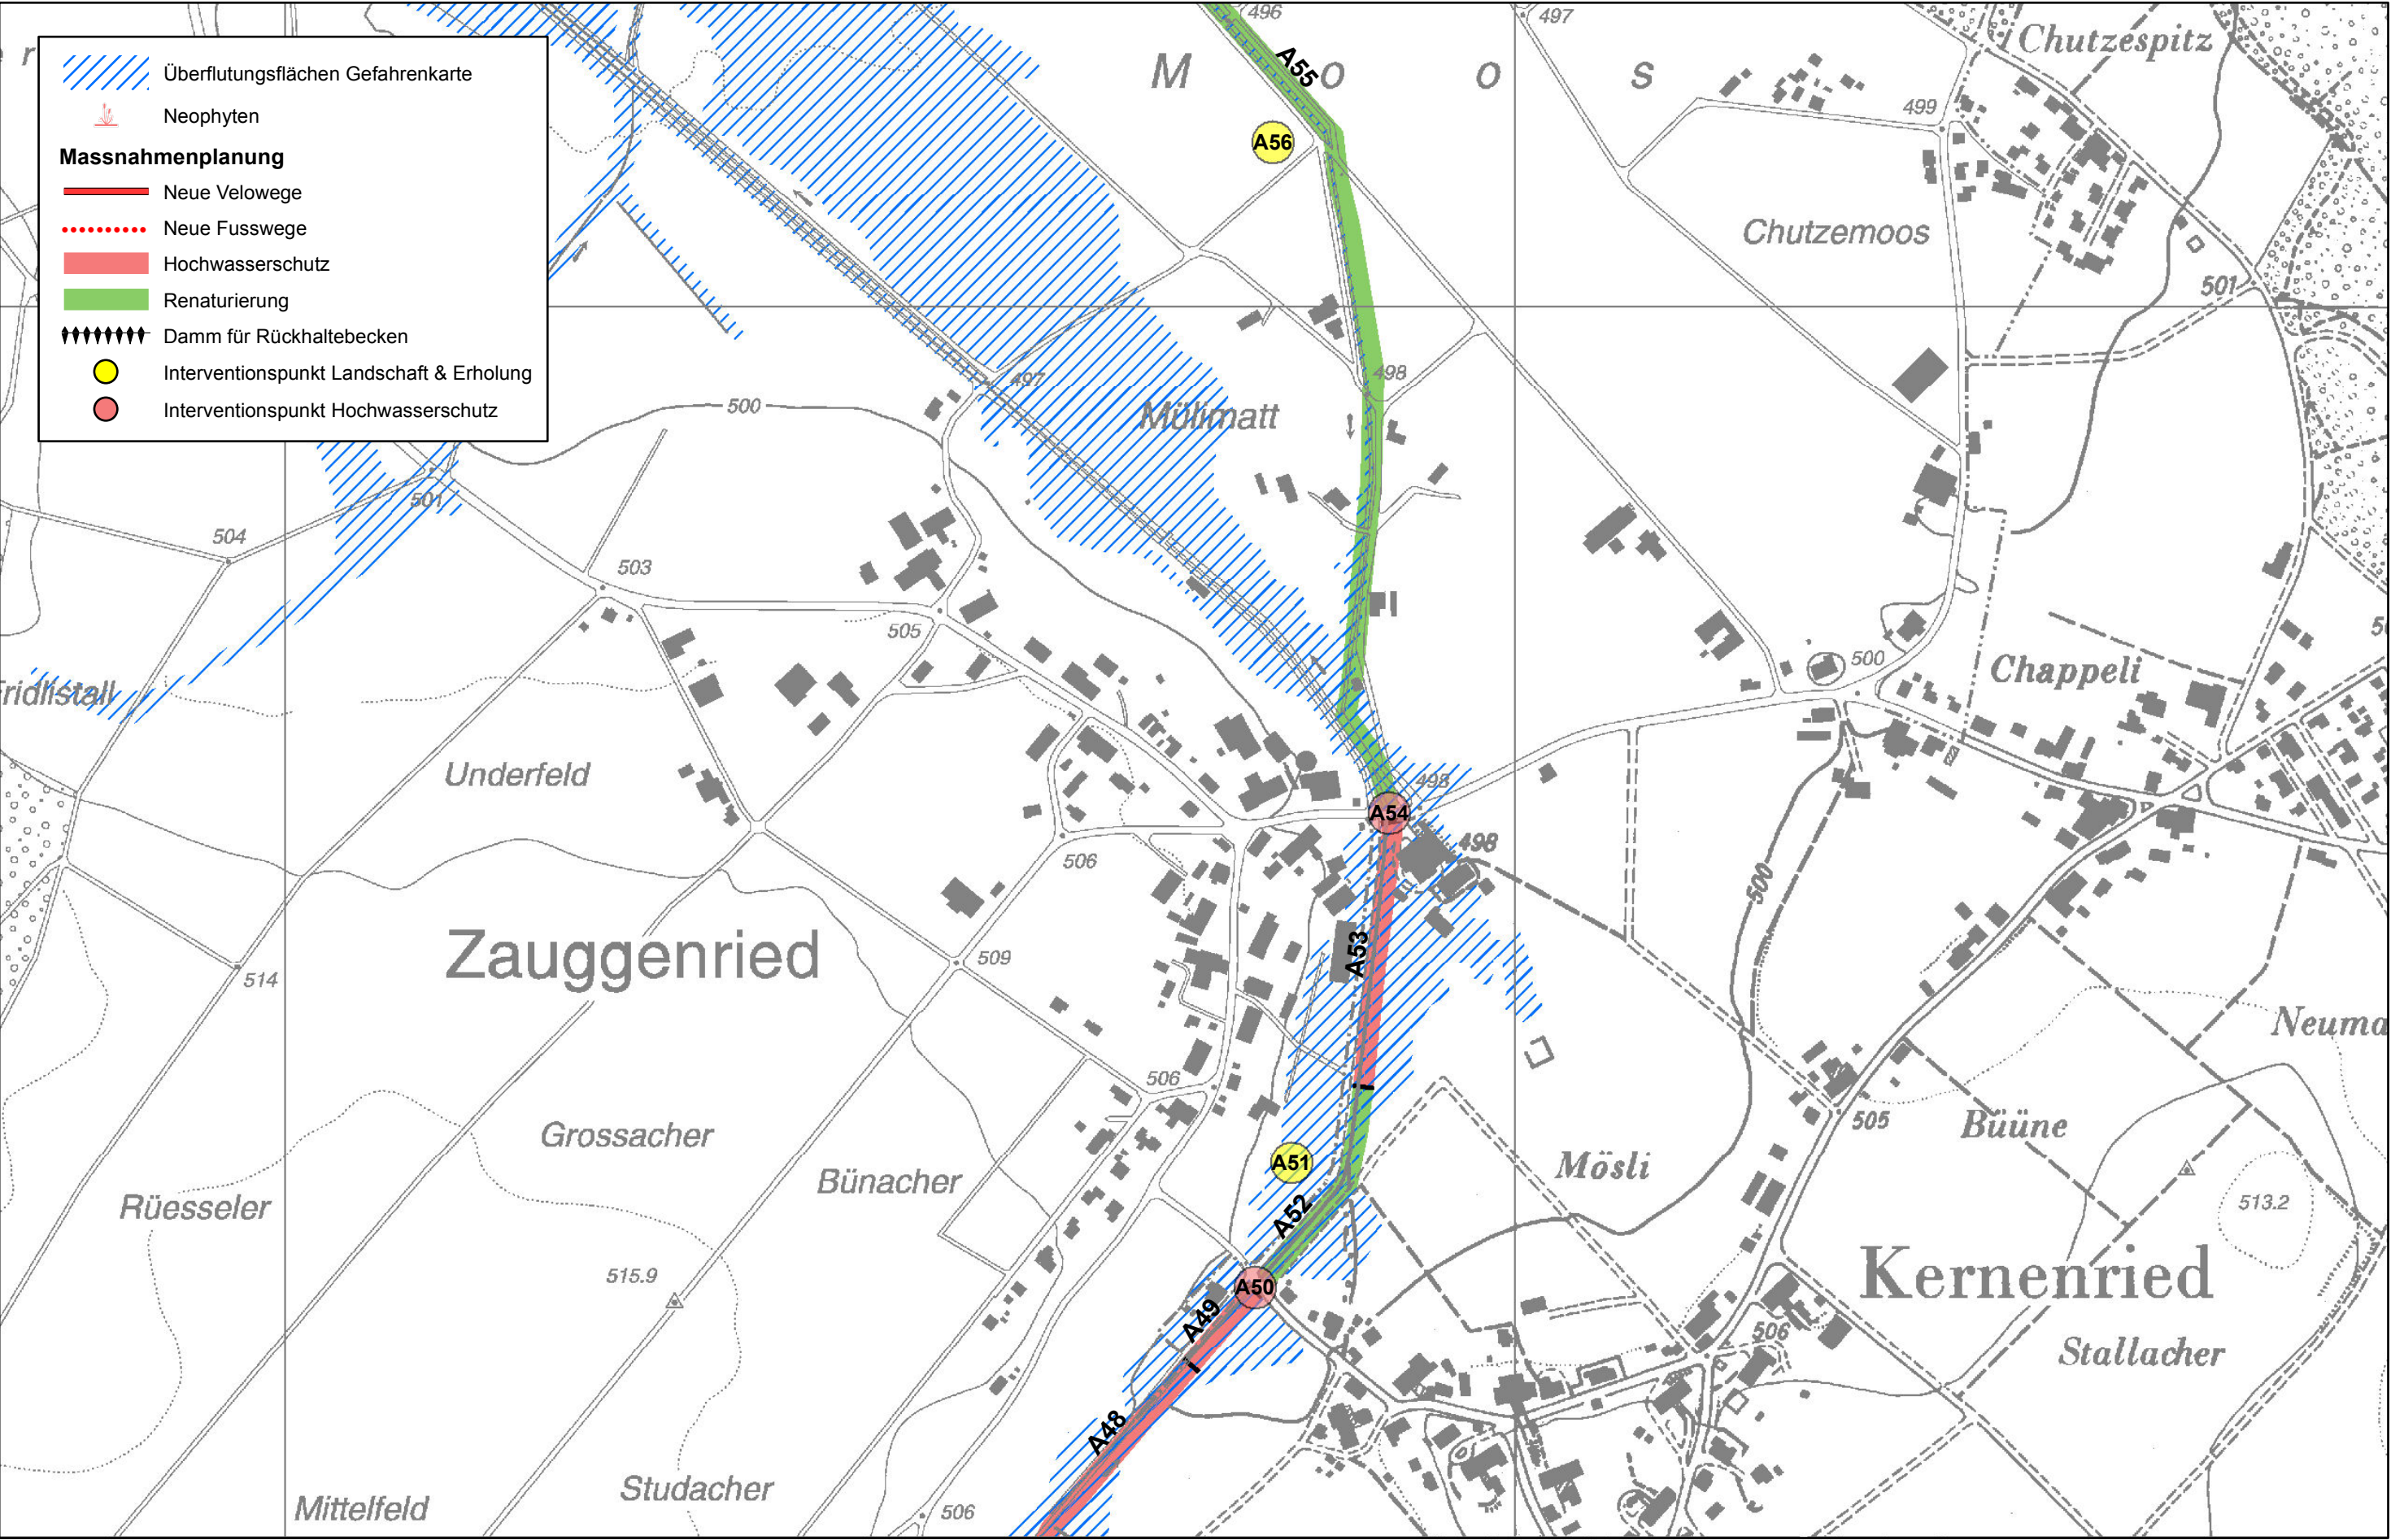 Überflutungsflächen Gefahrenkarte
Neophyten
Massnahmenplanung
Neue Velowege
Neue Fusswege
Hochwasserschutz
Renaturierung
Damm für Rückhaltebecken
Interventionspunkt Landschaft & Erholung
Interventionspunkt Hochwasserschutz
r
496
497
Chutzespitz
M O O S
A55
499
A56
Chutzemoos
501
498
497
500
Mülimatt
501
504
503
505
500
Chappeli
Underfeld
498
A54
498
506
500
A53
Zauggenried
509
514
Neuma
506
505
Büüne
Grossacher
Mösli
A51
Bünacher
Rüesseler
A52
513.2
Kernenried
515.9
A50
A49
506
Stallacher
A48
Studacher
Mittelfeld
506